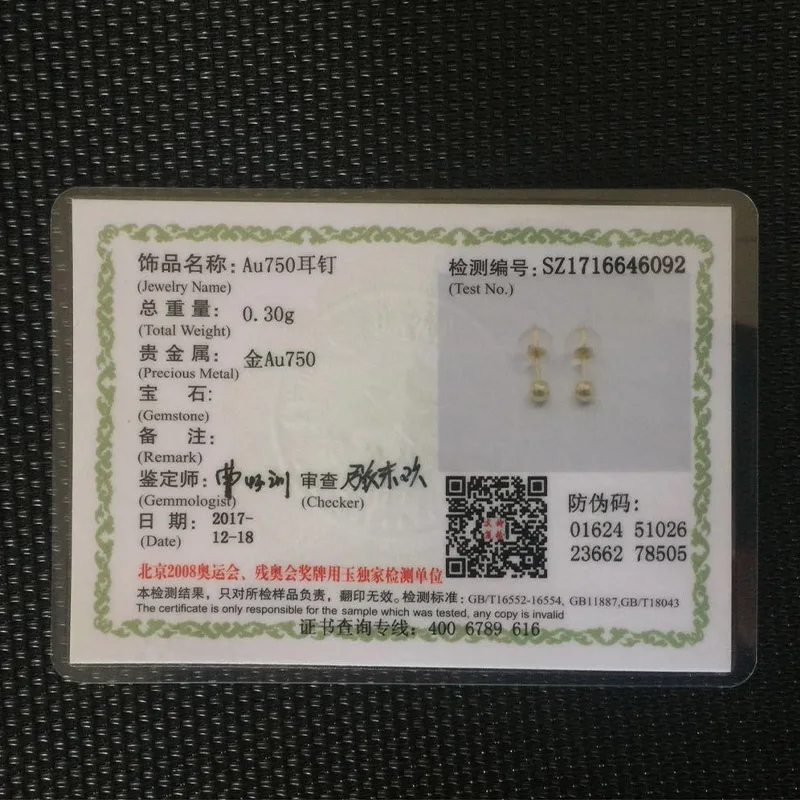 饰品名称：Au750耳钉
(Jewelry Name)
总重量： 0.30g
(Total Weight)
贵金属： 金Au750
(Precious Metal)
宝 石：
(Gemstone)
备 注：
(Remark)
鉴定师：
(Gemmologist)
审查
(Checker)
日 期： 2017-
(Date) 12-18
检测编号：SZ1716646092
(Test No.)
防伪码：
01624 51026
23662 78505
北京2008奥运会、残奥会奖牌用玉独家检测单位
本检测结果，只对所检样品负责，翻印无效。检测标准：GB/T16552-16554，GB11887,GB/T18043
The certificate is only responsible for the sample which was tested, any copy is invalid
证书查询专线：400 6789 616